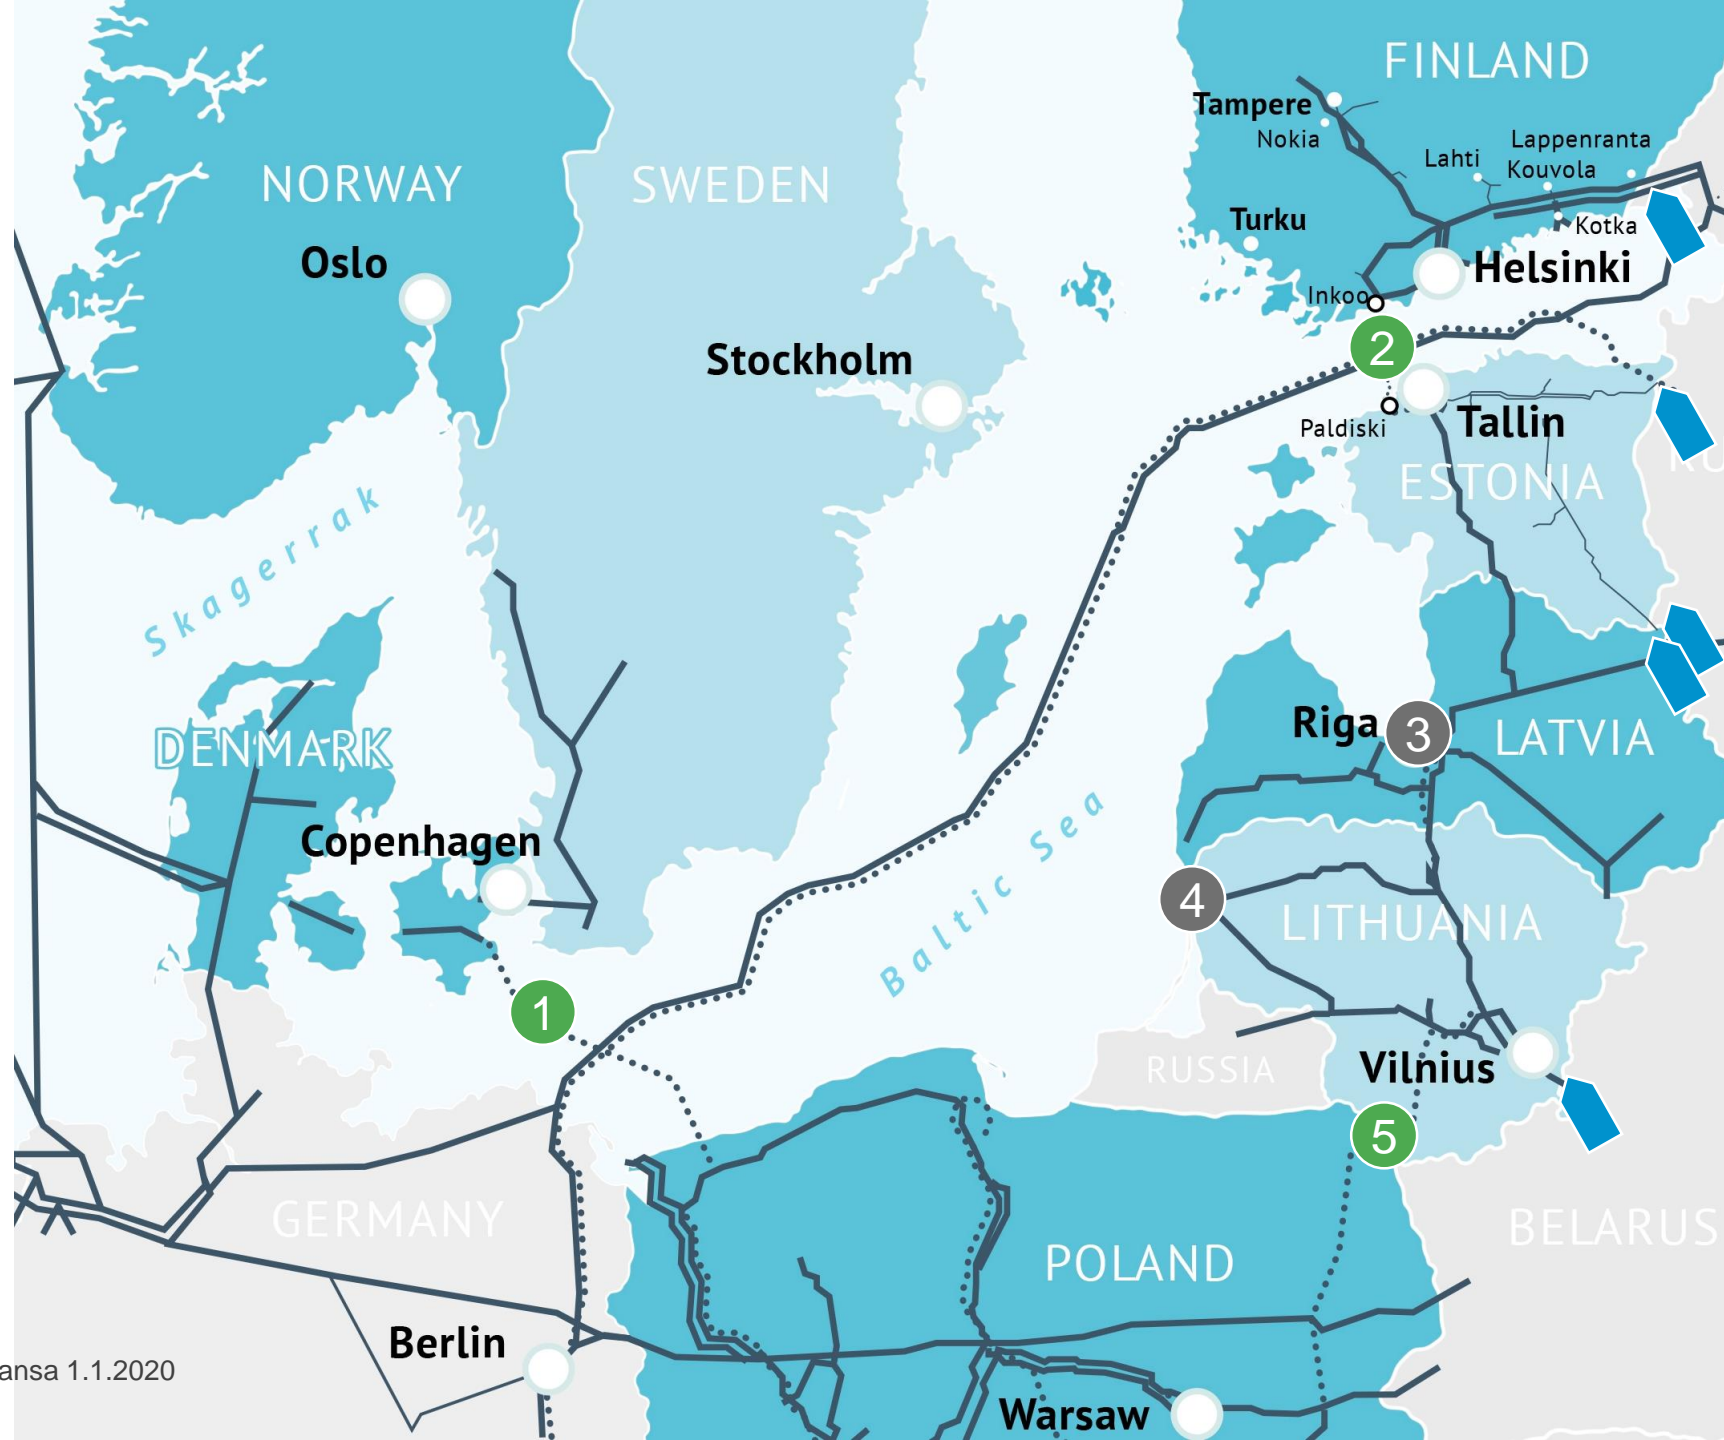 FINLAND
Tampere
Nokia
Lappenranta
Lahti
Kouvola
NORWAY
SWEDEN
Turku
Kotka
Oslo
Helsinki
Inkoo
2
Stockholm
Tallin
Paldiski
RU
ESTONIA
Skagerrak
Riga
3
LATVIA
DENMARK
Copenhagen
Baltic Sea
4
LITHUANIA
1
RUSSIA
Vilnius
5
GERMANY
BELARUS
POLAND
Berlin
ansa 1.1.2020
Warsaw